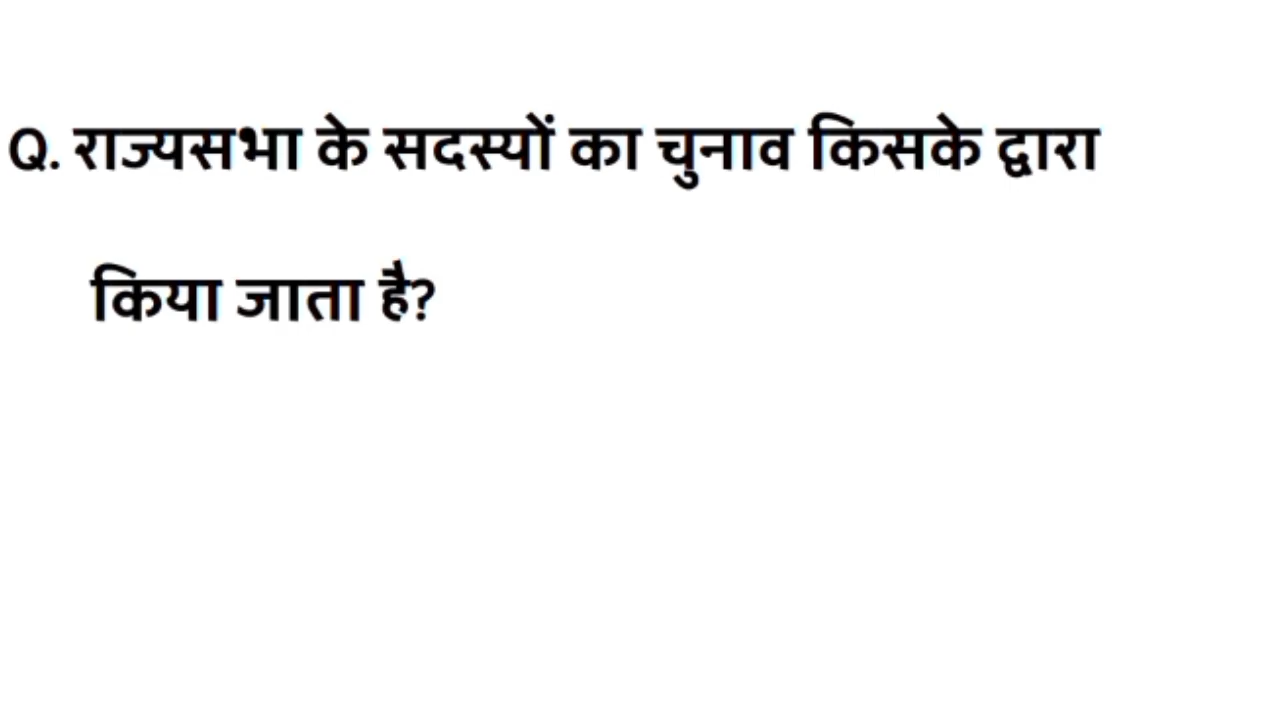 Q. राज्यसभा के सदस्यों का चुनाव किसके द्वारा
किया जाता है?